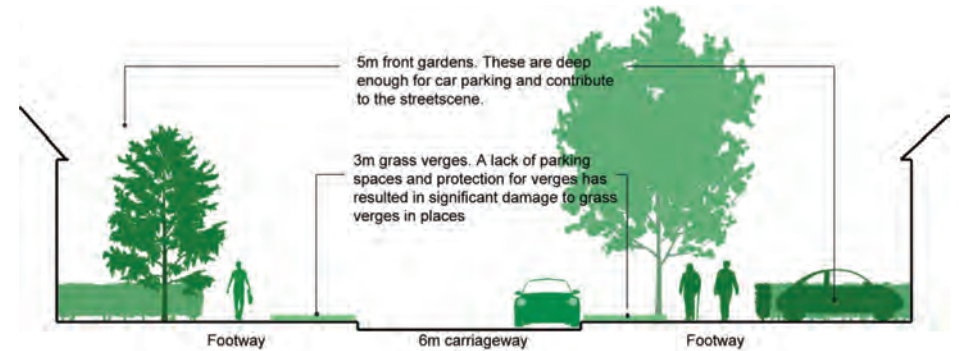 5m front gardens. These are deep
enough for car parking and contribute
to the streetscene.
3m grass verges. A lack of parking
spaces and protection for verges has
resulted in significant damage to grass
verges in places
Footway
6m carriageway
Footway